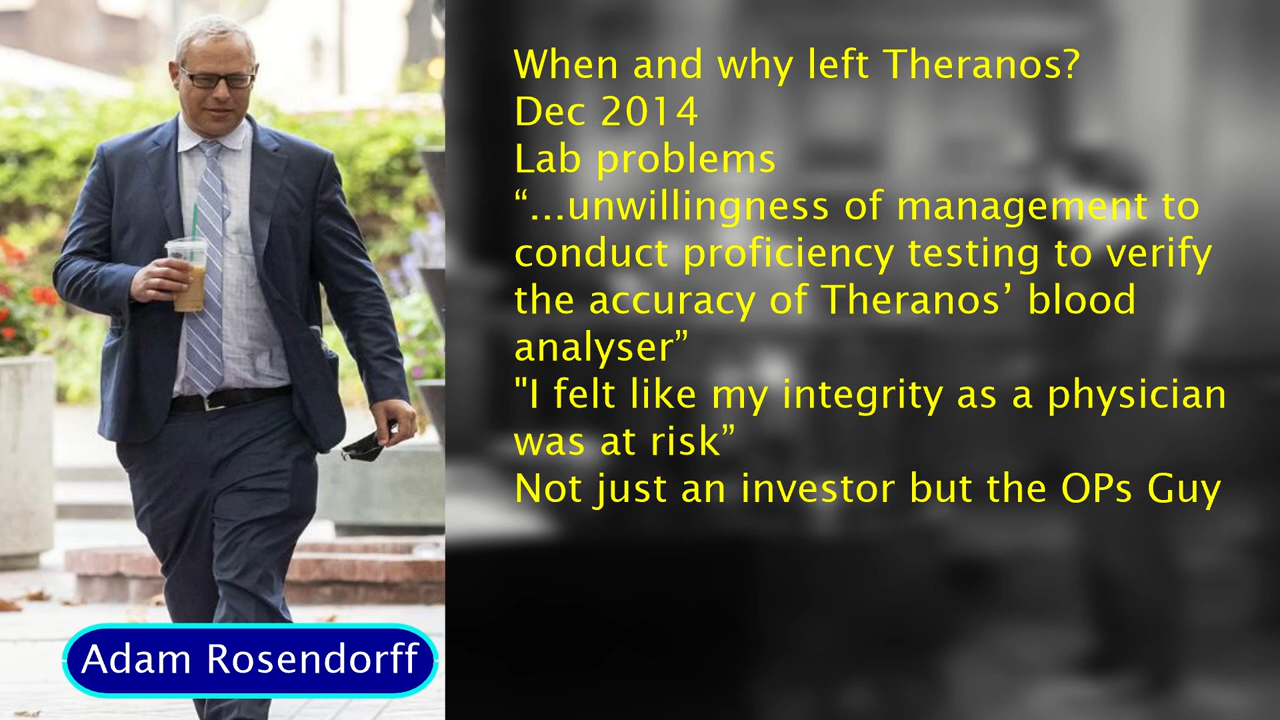 When and why left Theranos?
Dec 2014
Lab problems
“...unwillingness of management to
conduct proficiency testing to verify
the accuracy of Theranos’ blood
analyser”
"I felt like my integrity as a physician
was at risk”
Not just an investor but the OPs Guy
Adam Rosendorff